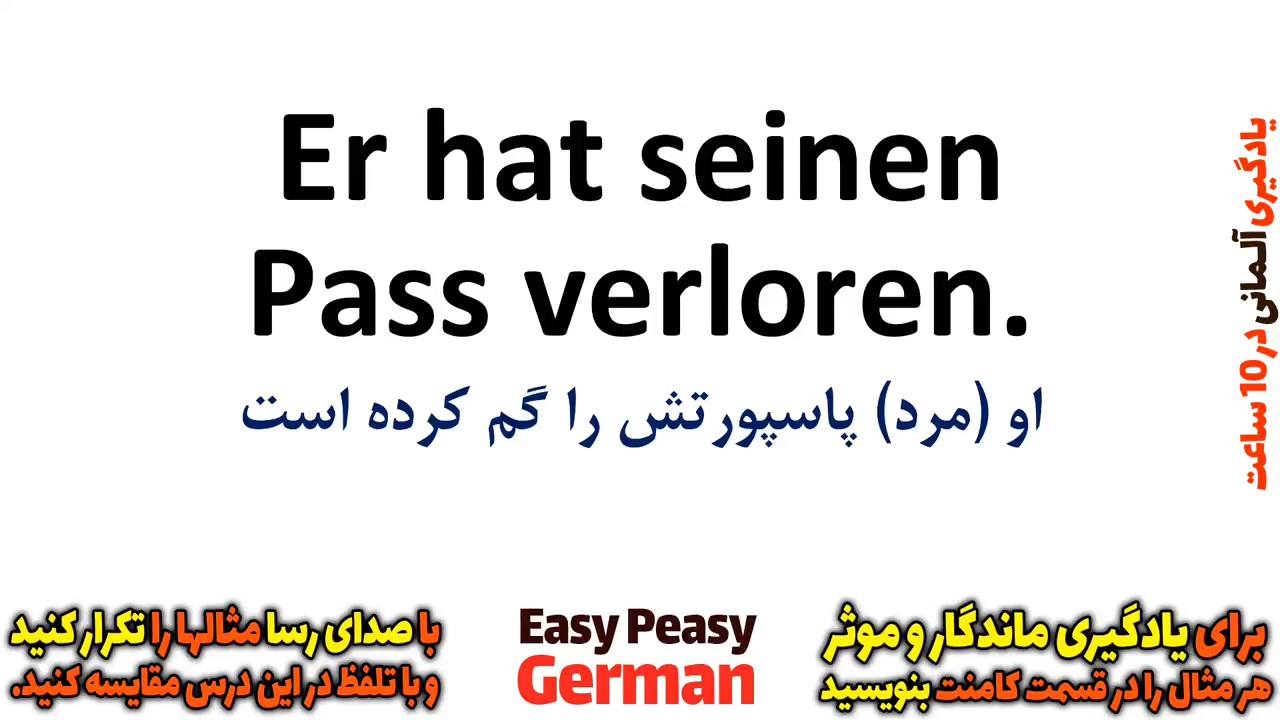 Er hat seinen
Pass verloren.
او (مرد) پاسپورتش را گم کرده است
یادگیری آلمانی در 10 ساعت
با صدای رسا مثالها را تکرار کنید
و با تلفظ در این درس مقایسه کنید.
Easy Peasy
German
برای یادگیری ماندگار و موثر
هر مثال را در قسمت کامنت بنویسید